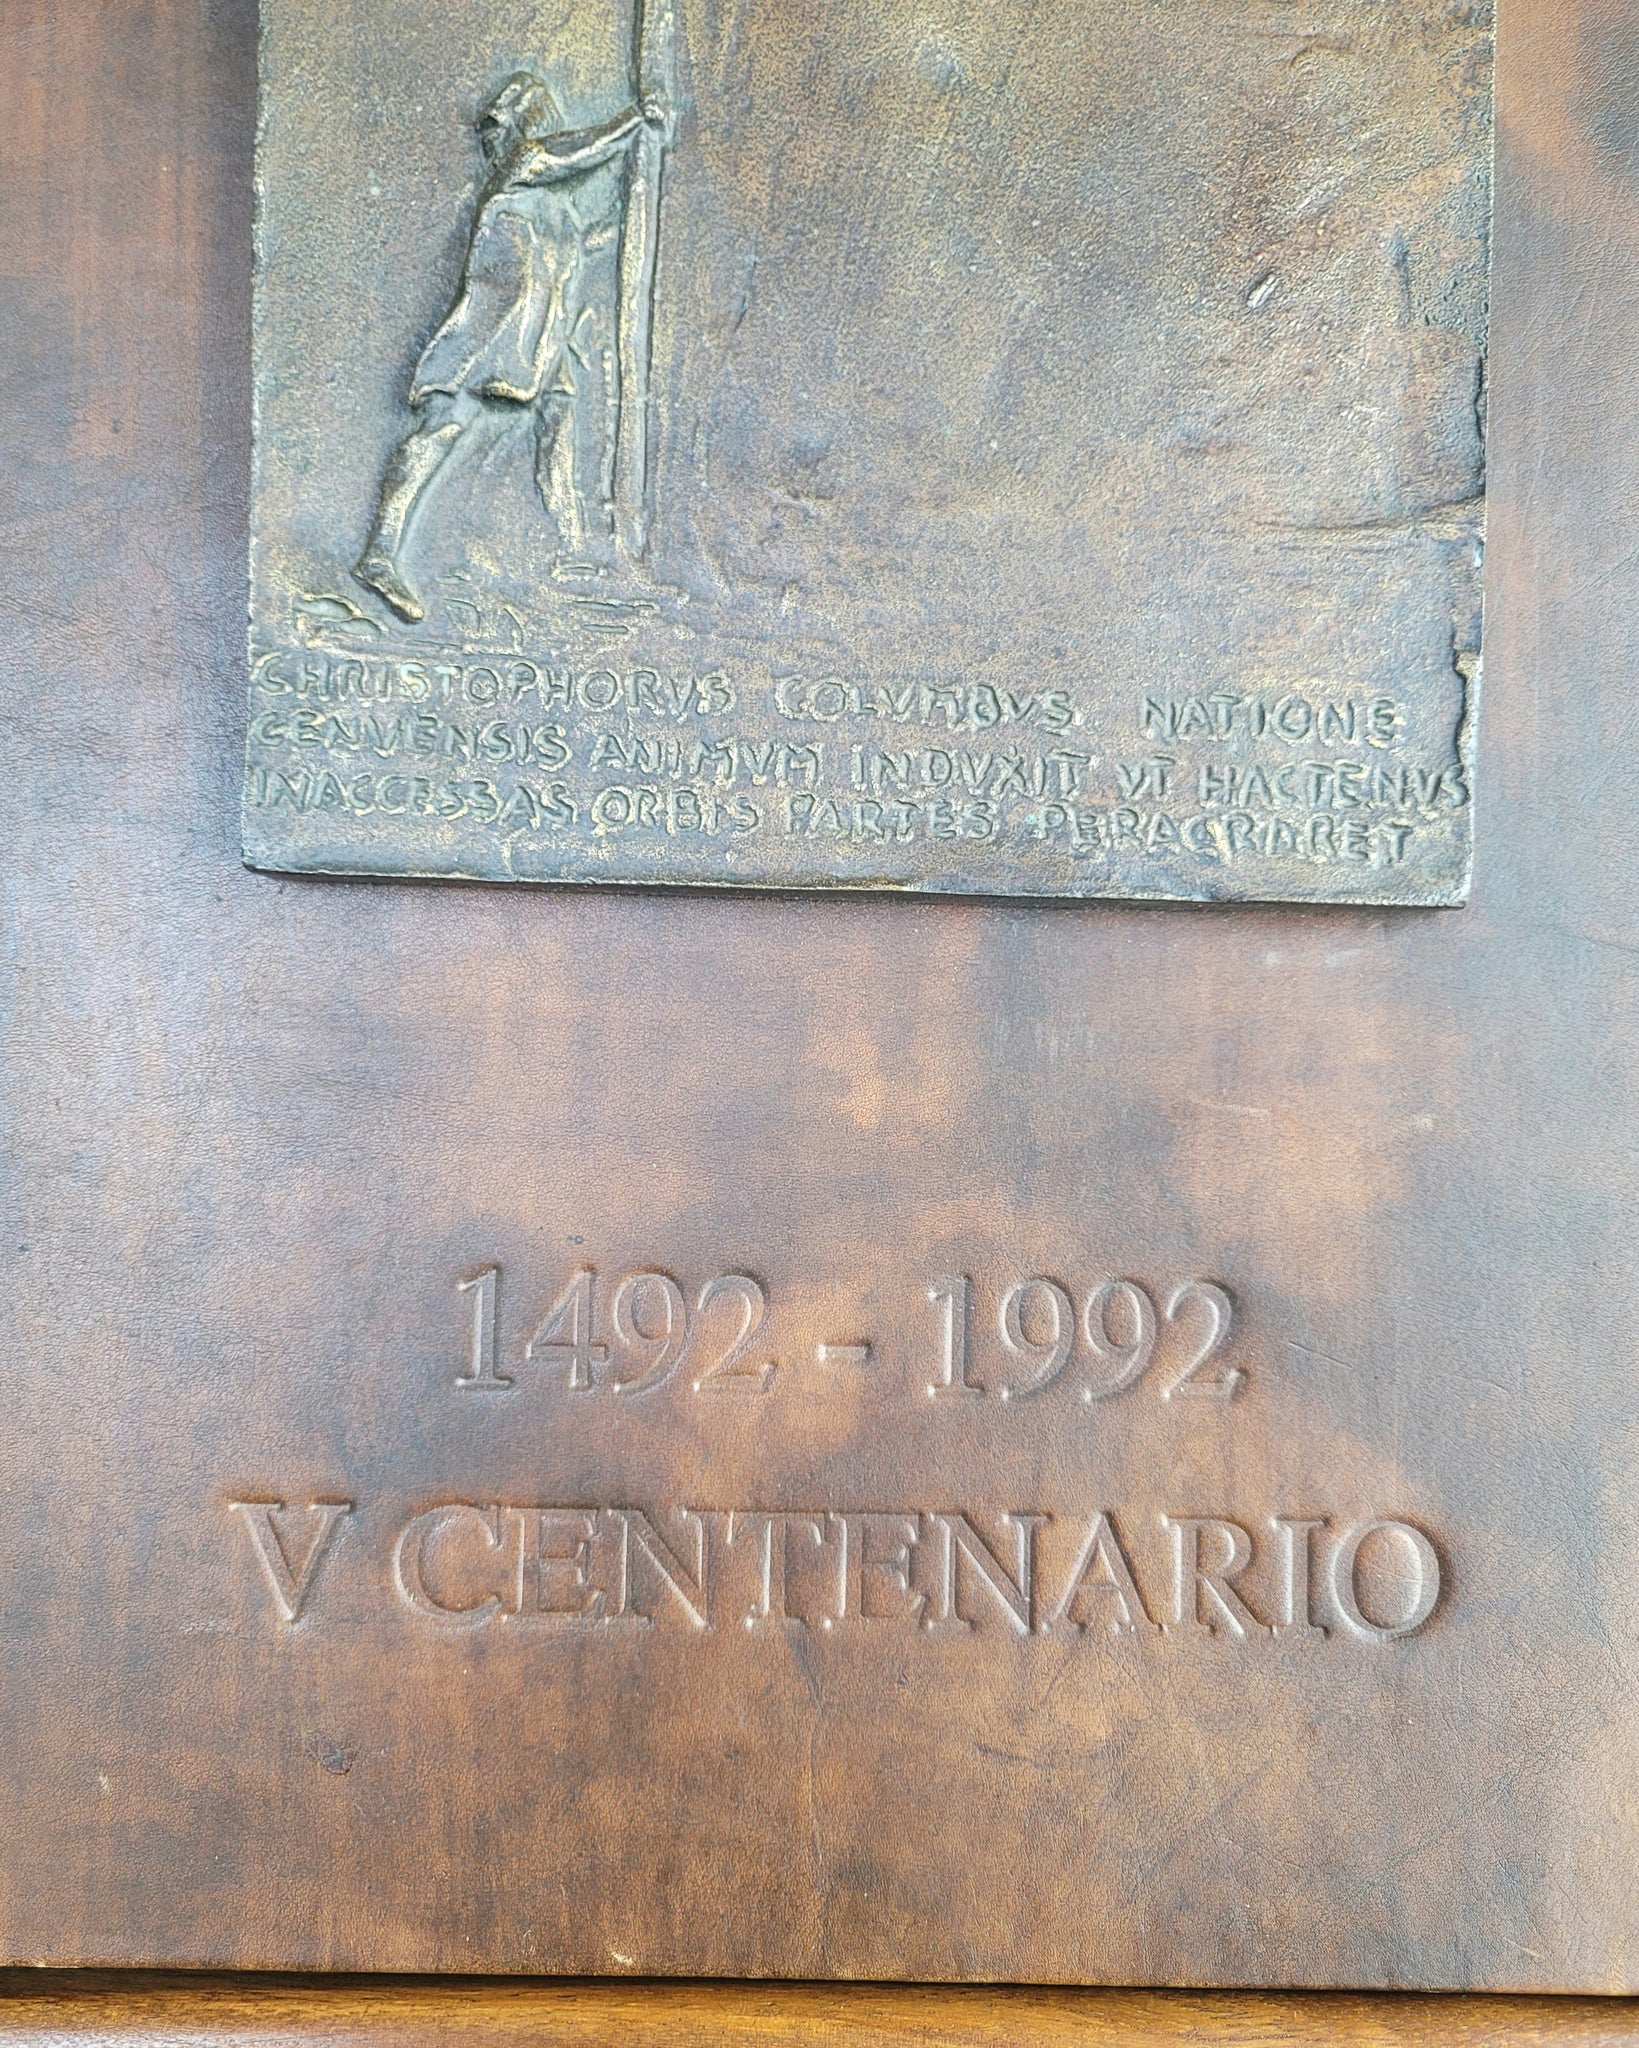 CHRISTOPHORVS COLVMBVS NATIONE
GENVENSIS ANIMVM INDVXIT VT HACTENVS
INACCESSAS ORBIS PARTES PERAGRARET
1492 - 1992
V CENTENARIO